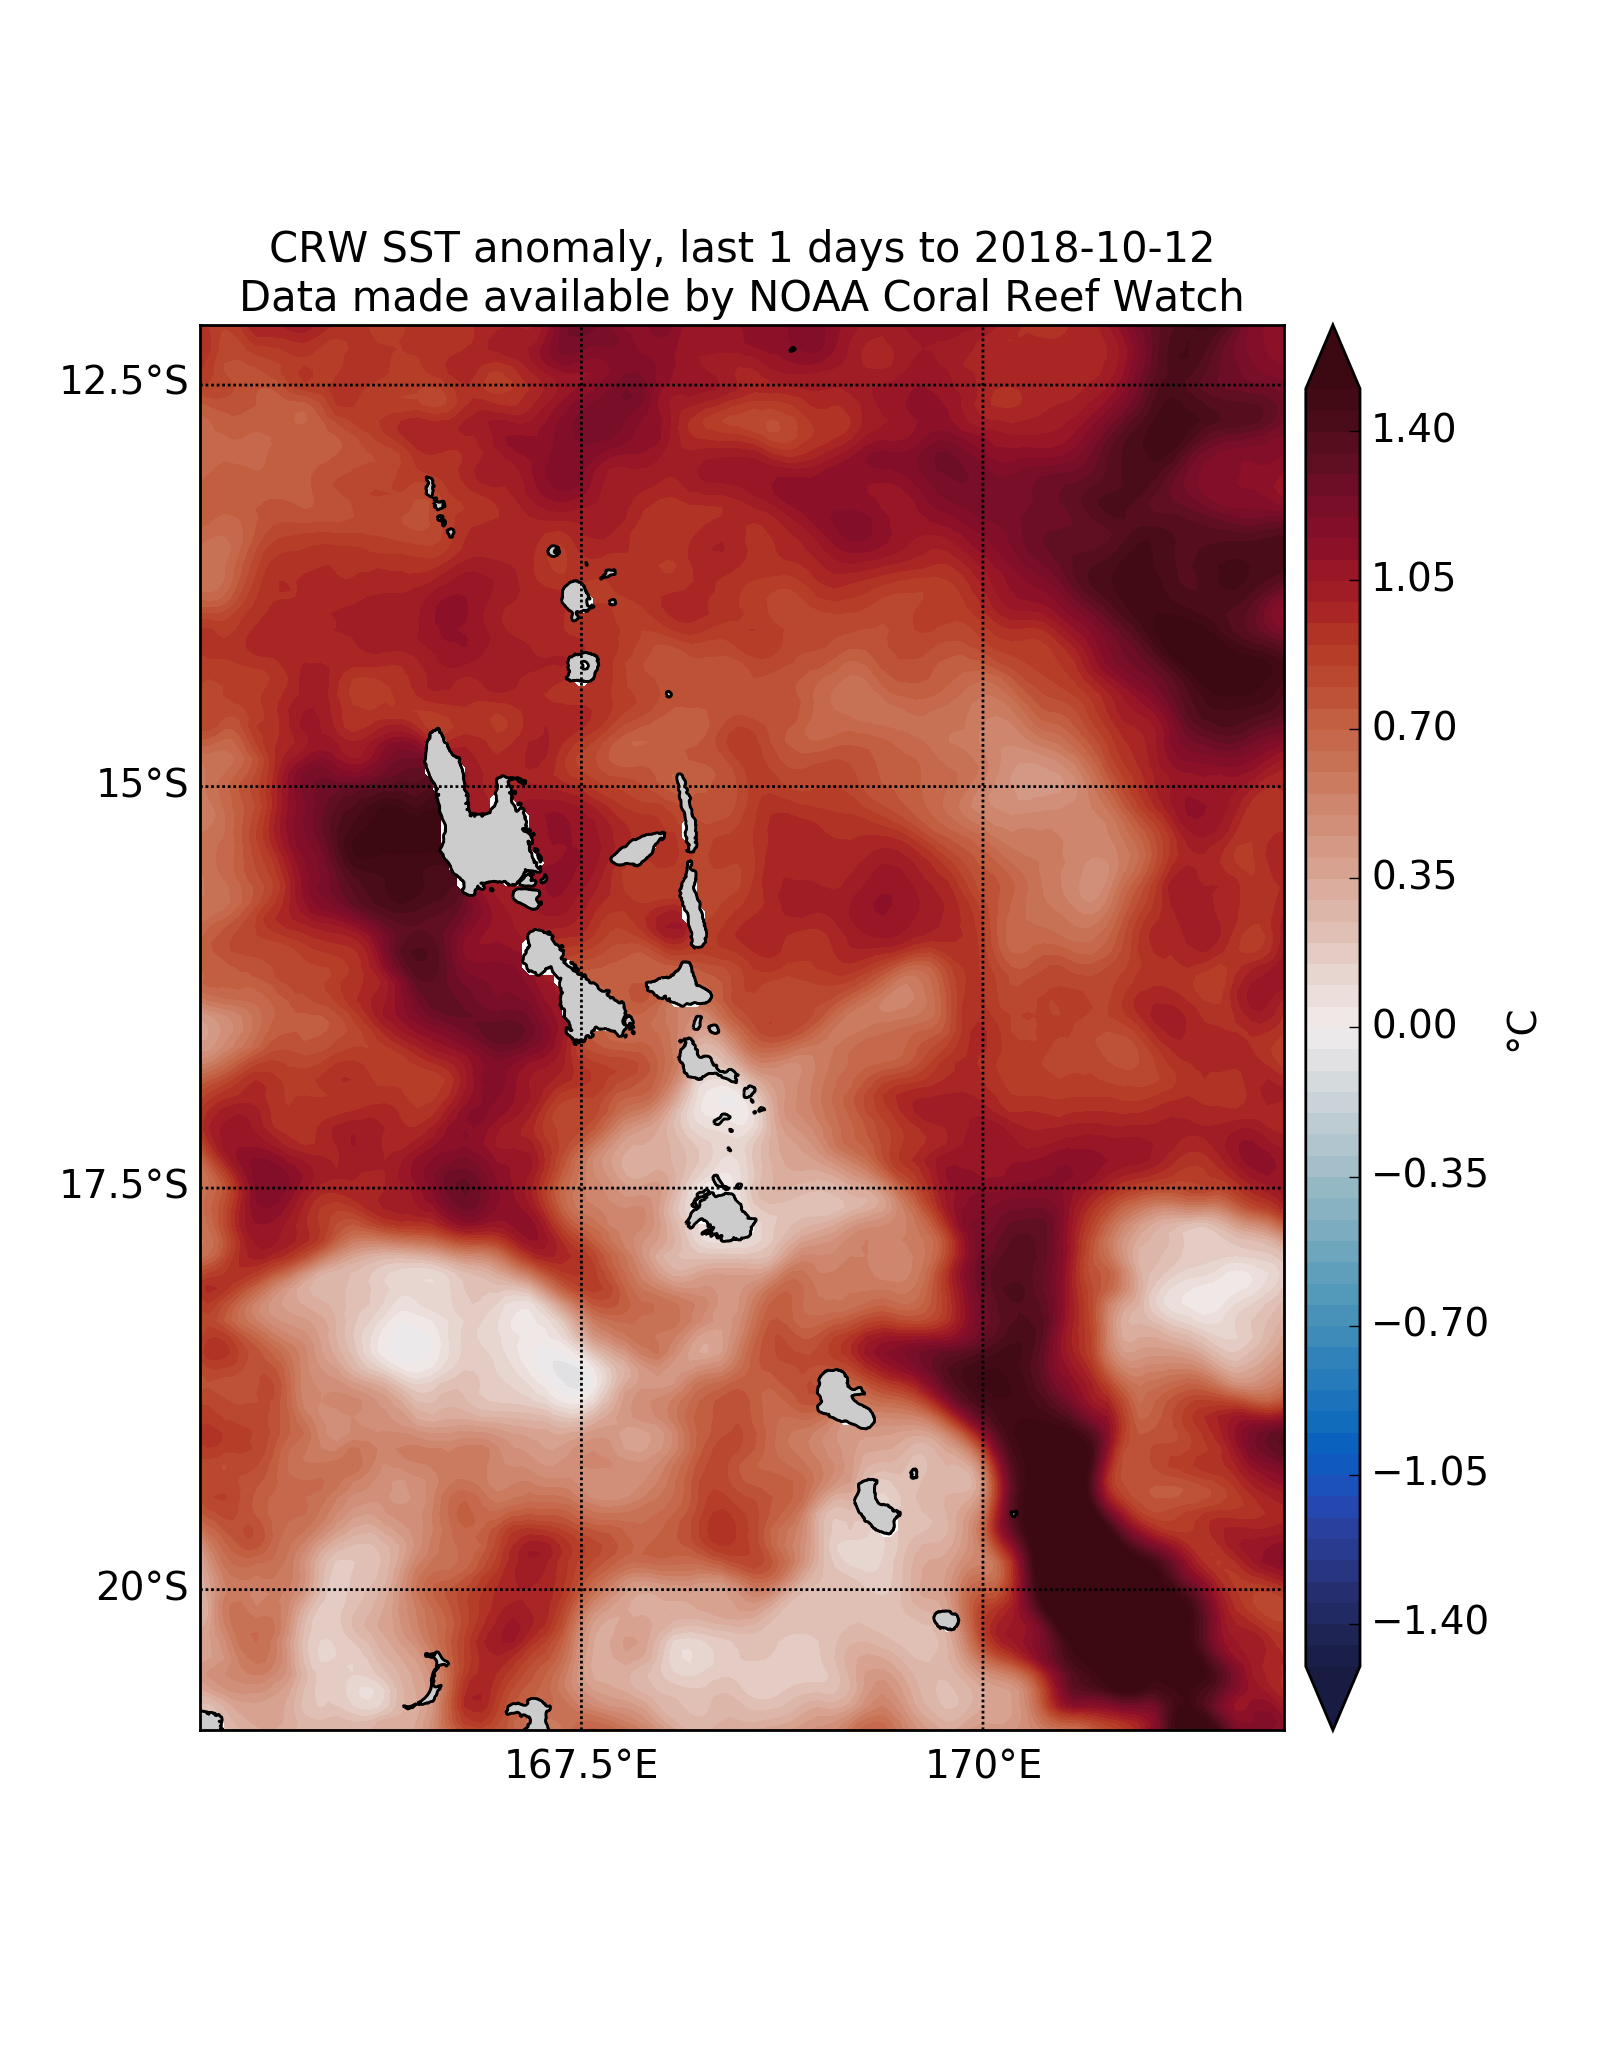 CRW SST anomaly, last 1 days to 2018-10-12
Data made available by NOAA Coral Reef Watch
12.5°S
15°S
17.5°S
20°S
167.5°E
170°E
1.40
1.05
0.70
0.35
0.00
−0.35
−0.70
−1.05
−1.40
°C